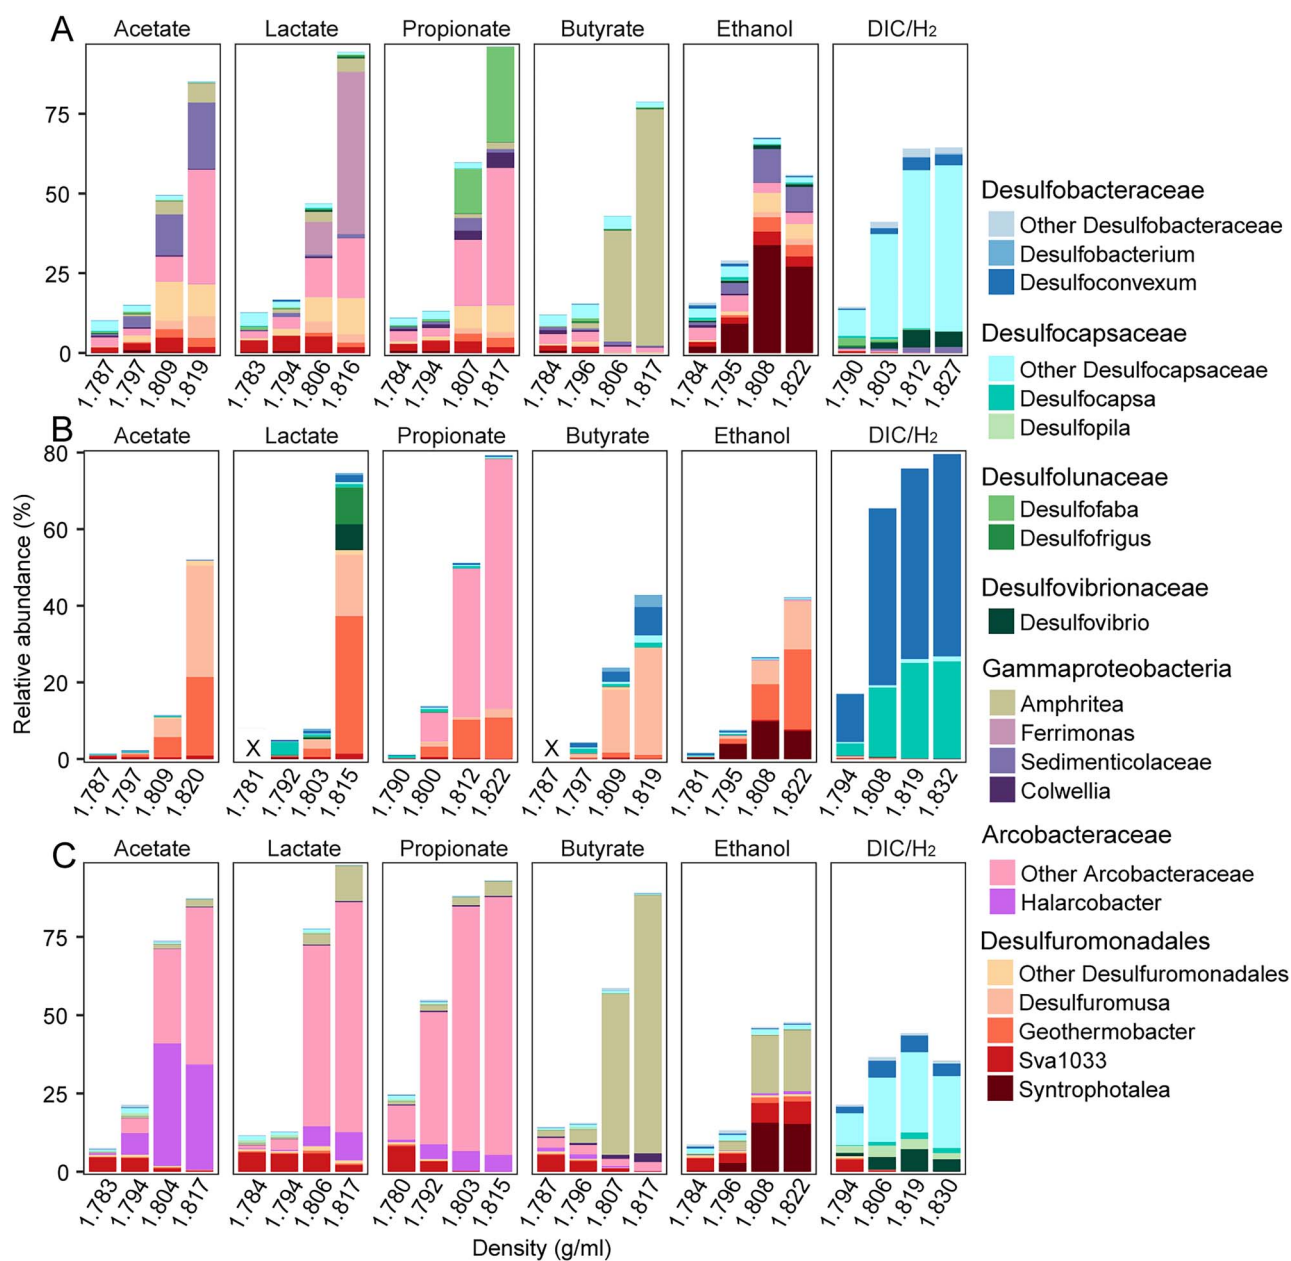 A
Acetate Lactate Propionate Butyrate Ethanol DIC/H2
75
50
25
0
1.787 1.797 1.809 1.819 1.783 1.794 1.806 1.816 1.784 1.794 1.807 1.817 1.784 1.796 1.806 1.817 1.784 1.795 1.808 1.822 1.790 1.803 1.812 1.827
B
Acetate Lactate Propionate Butyrate Ethanol DIC/H2
80
60
40
20
0
X X
1.787 1.797 1.809 1.820 1.781 1.792 1.803 1.815 1.790 1.800 1.812 1.822 1.787 1.797 1.809 1.819 1.781 1.795 1.808 1.822 1.794 1.808 1.819 1.832
Relative abundance (%)
C
Acetate Lactate Propionate Butyrate Ethanol DIC/H2
75
50
25
0
1.783 1.794 1.804 1.817 1.784 1.794 1.806 1.817 1.780 1.792 1.803 1.815 1.787 1.796 1.807 1.817 1.784 1.796 1.808 1.822 1.794 1.806 1.819 1.830
Density (g/ml)
Desulfobacteraceae
Other Desulfobacteraceae
Desulfobacterium
Desulfoconvexum
Desulfocapsaceae
Other Desulfocapsaceae
Desulfocapsa
Desulfopila
Desulfolunaceae
Desulfofaba
Desulfofrigus
Desulfovibrionaceae
Desulfovibrio
Gammaproteobacteria
Amphritea
Ferrimonas
Sedimenticolaceae
Colwellia
Arcobacteraceae
Other Arcobacteraceae
Halarcobacter
Desulfuromonadales
Other Desulfuromonadales
Desulfuromusa
Geothermobacter
Sva1033
Syntrophotalea